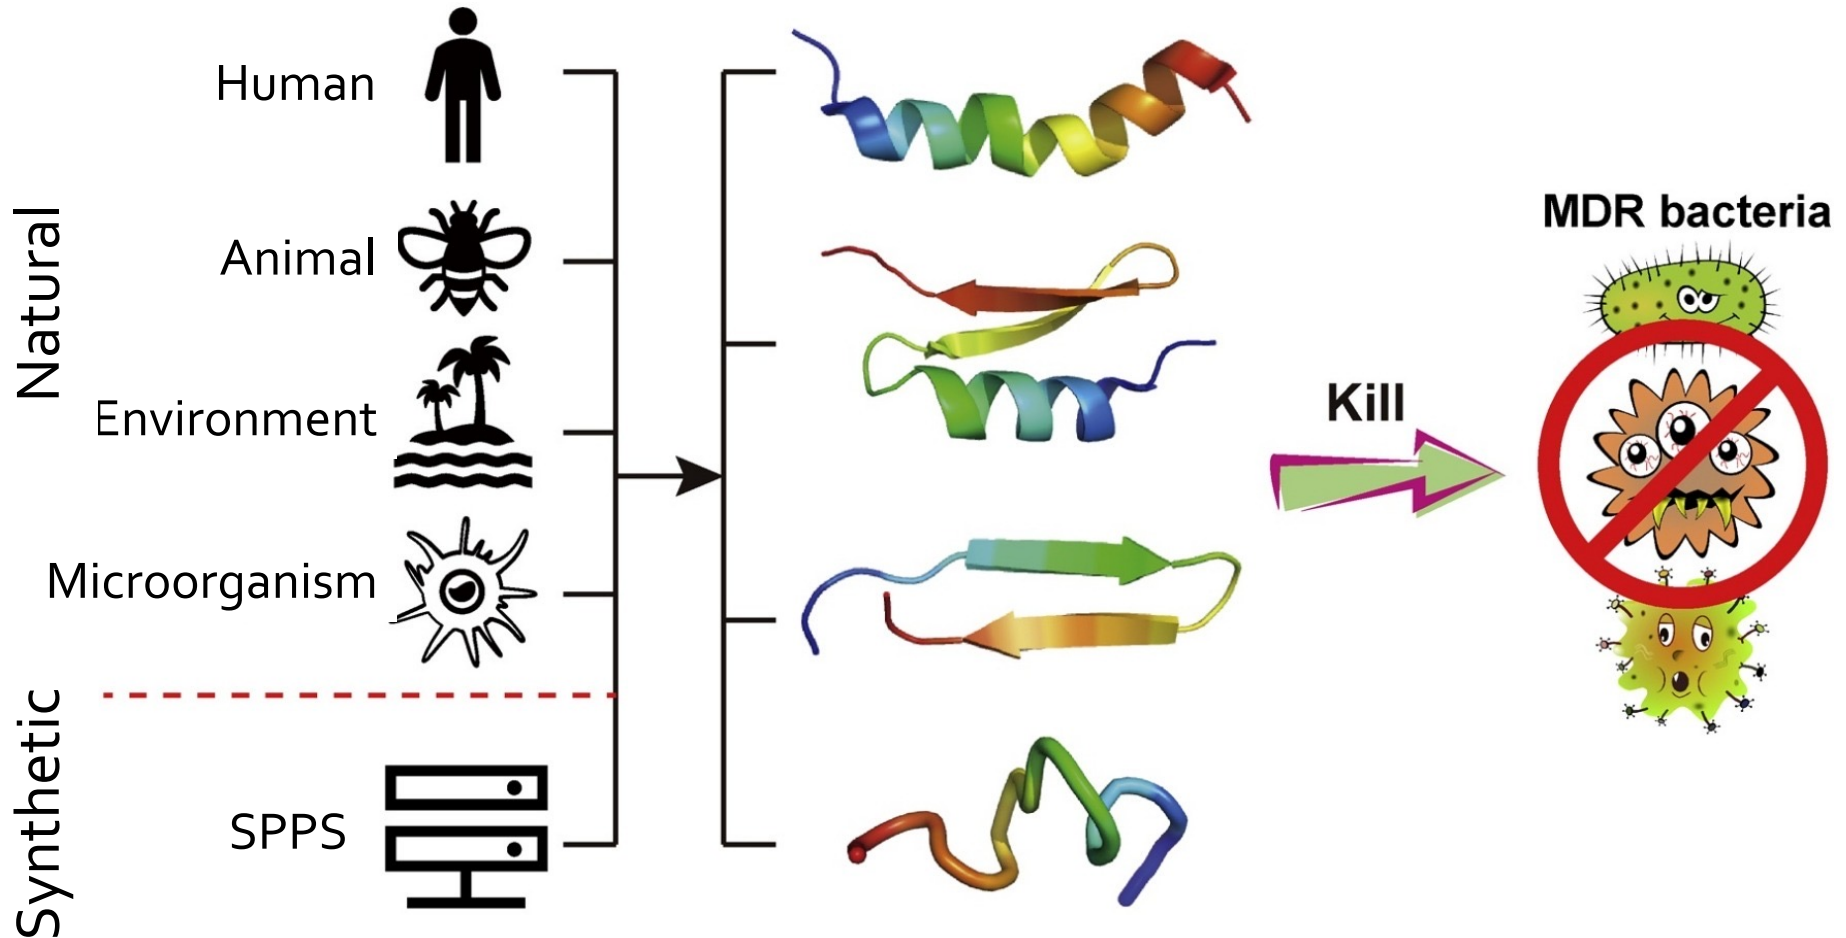 Natural
Human
Animal
Environment
Microorganism
Synthetic
SPPS
Kill
MDR bacteria